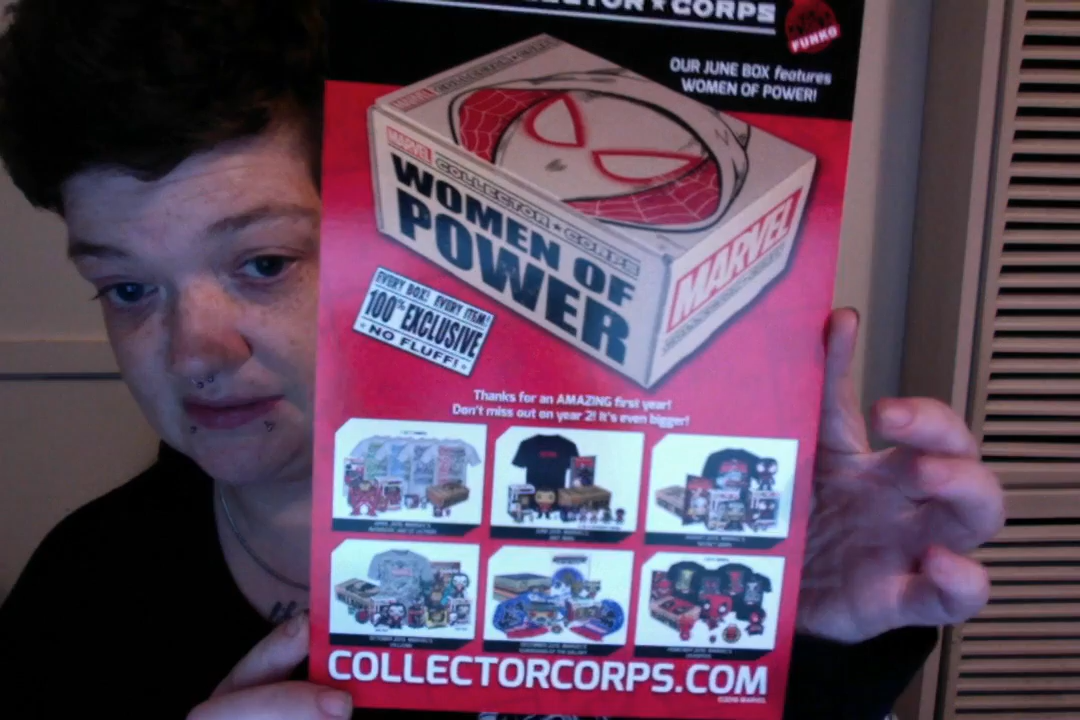 COLLECTOR ★ CORPS
FUNKO
OUR JUNE BOX features
WOMEN OF POWER!
MARVEL COLLECTOR CORPS
WOMEN OF
POWER
MARVEL
EVERY BOX! EVERY ITEM!
100% EXCLUSIVE
NO FLUFF!
Thanks for an AMAZING first year!
Don't miss out on year 2! It's even bigger!
COLLECTORCORPS.COM